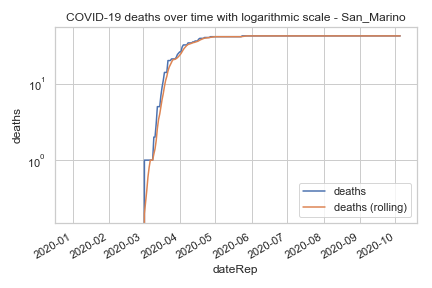 COVID-19 deaths over time with logarithmic scale - San_Marino
deaths
10¹
10⁰
deaths
deaths (rolling)
2020-01
2020-02
2020-03
2020-04
2020-05
2020-06
2020-07
2020-08
2020-09
2020-10
dateRep